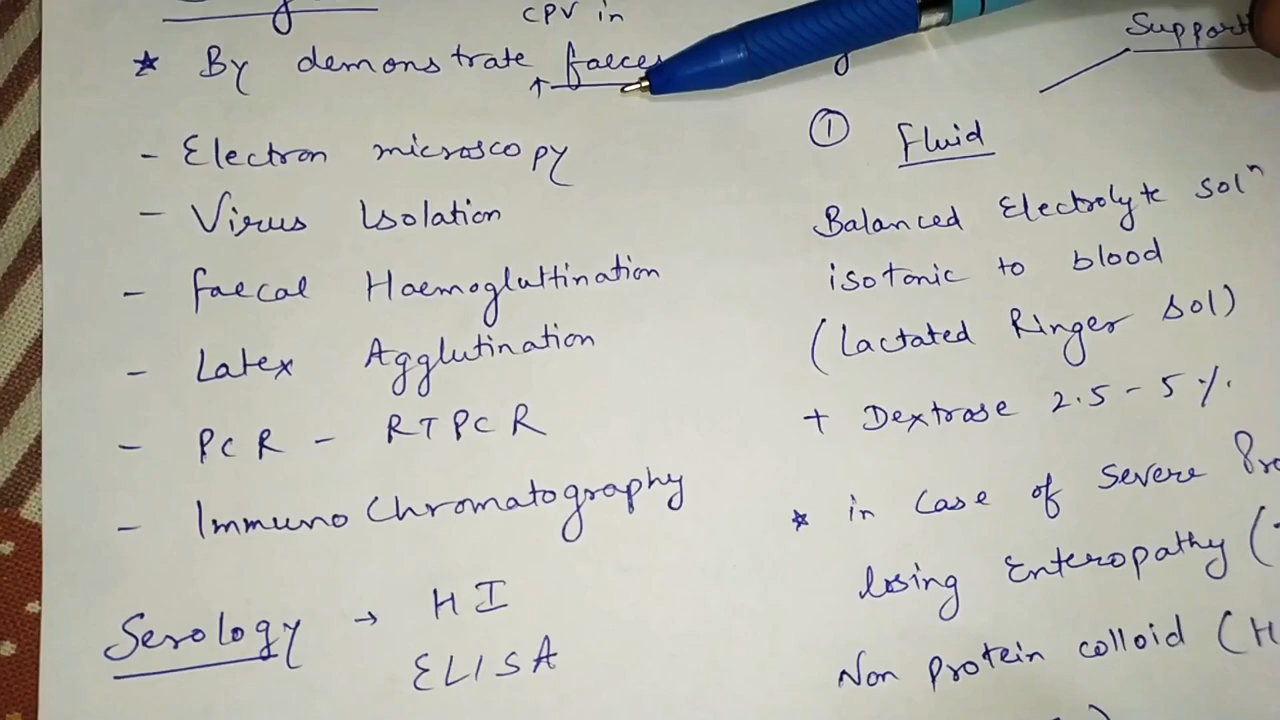 CPV in
* By demonstrate faeces
- Electron microscopy
- Virus Isolation
- Faecal Haemogluttination
- Latex Agglutination
- PCR - RTPCR
- Immuno Chromatography
Serology → HI
ELISA
Support
① Fluid
Balanced Electrolyte solⁿ
isotonic to blood
(Lactated Ringer sol)
+ Dextrose 2.5 - 5%
* in case of severe
losing Enteropathy (
Non protein colloid (H